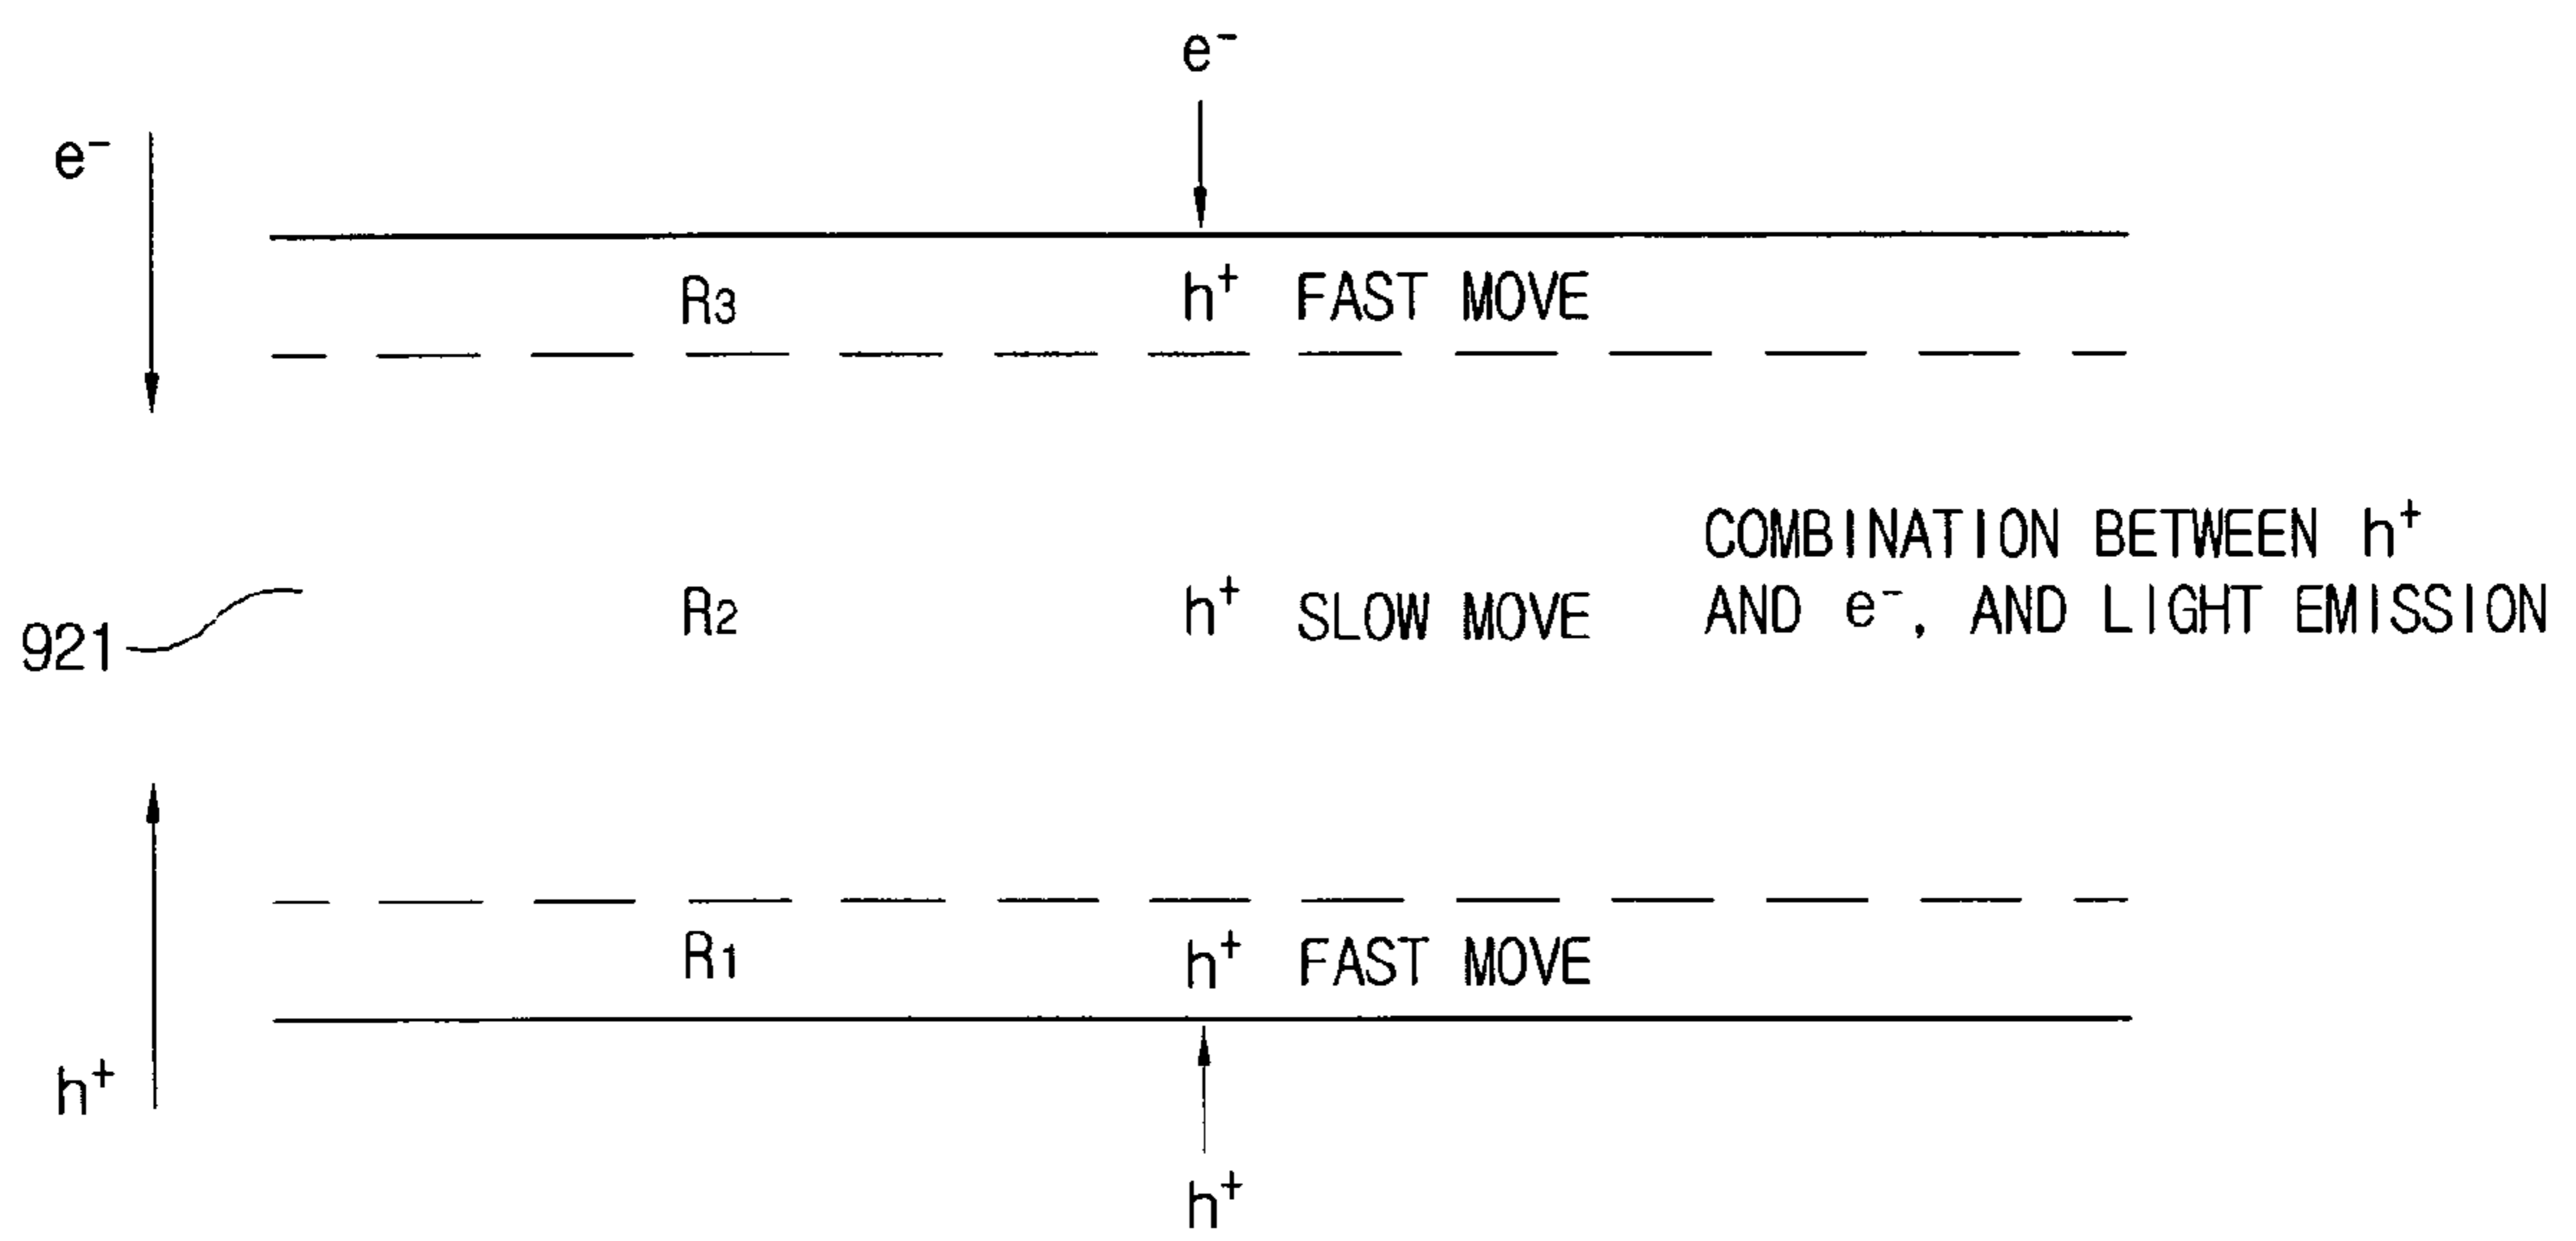 e⁻
e⁻
R3 h⁺ FAST MOVE
COMBINATION BETWEEN h⁺
R2 h⁺ SLOW MOVE AND e⁻, AND LIGHT EMISSION
921
R1 h⁺ FAST MOVE
h⁺
h⁺